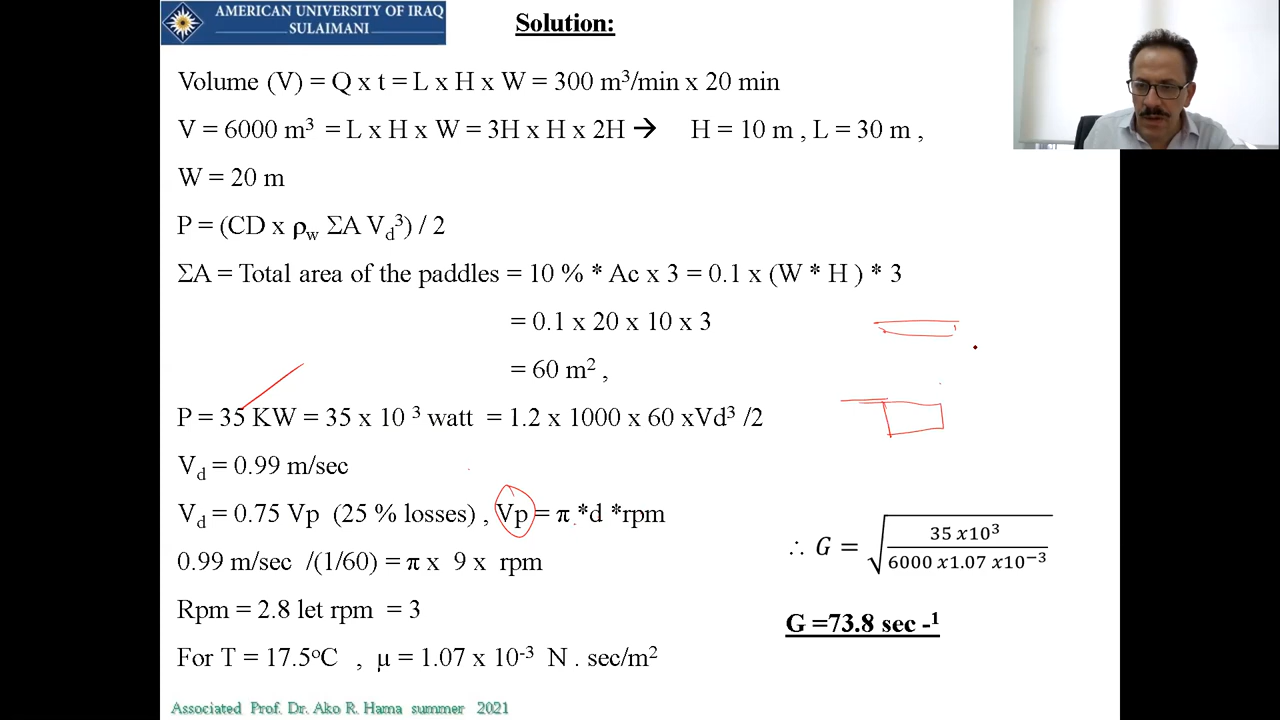 AMERICAN UNIVERSITY OF IRAQ
SULAIMANI
Solution:
Volume (V) = Q x t = L x H x W = 300 m³/min x 20 min
V = 6000 m³ = L x H x W = 3H x H x 2H → H = 10 m , L = 30 m ,
W = 20 m
P = (CD x ρw ΣA Vd³) / 2
ΣA = Total area of the paddles = 10 % * Ac x 3 = 0.1 x (W * H ) * 3
= 0.1 x 20 x 10 x 3
= 60 m² ,
P = 35 KW = 35 x 10 ³ watt = 1.2 x 1000 x 60 xVd³ /2
Vd = 0.99 m/sec
Vd = 0.75 Vp (25 % losses) , Vp = π *d *rpm
0.99 m/sec /(1/60) = π x 9 x rpm
Rpm = 2.8 let rpm = 3
For T = 17.5°C , μ = 1.07 x 10⁻³ N . sec/m²
∴ G = √(35 x10³ / 6000 x1.07 x10⁻³)
G =73.8 sec -¹
Associated Prof. Dr. Ako R. Hama summer 2021